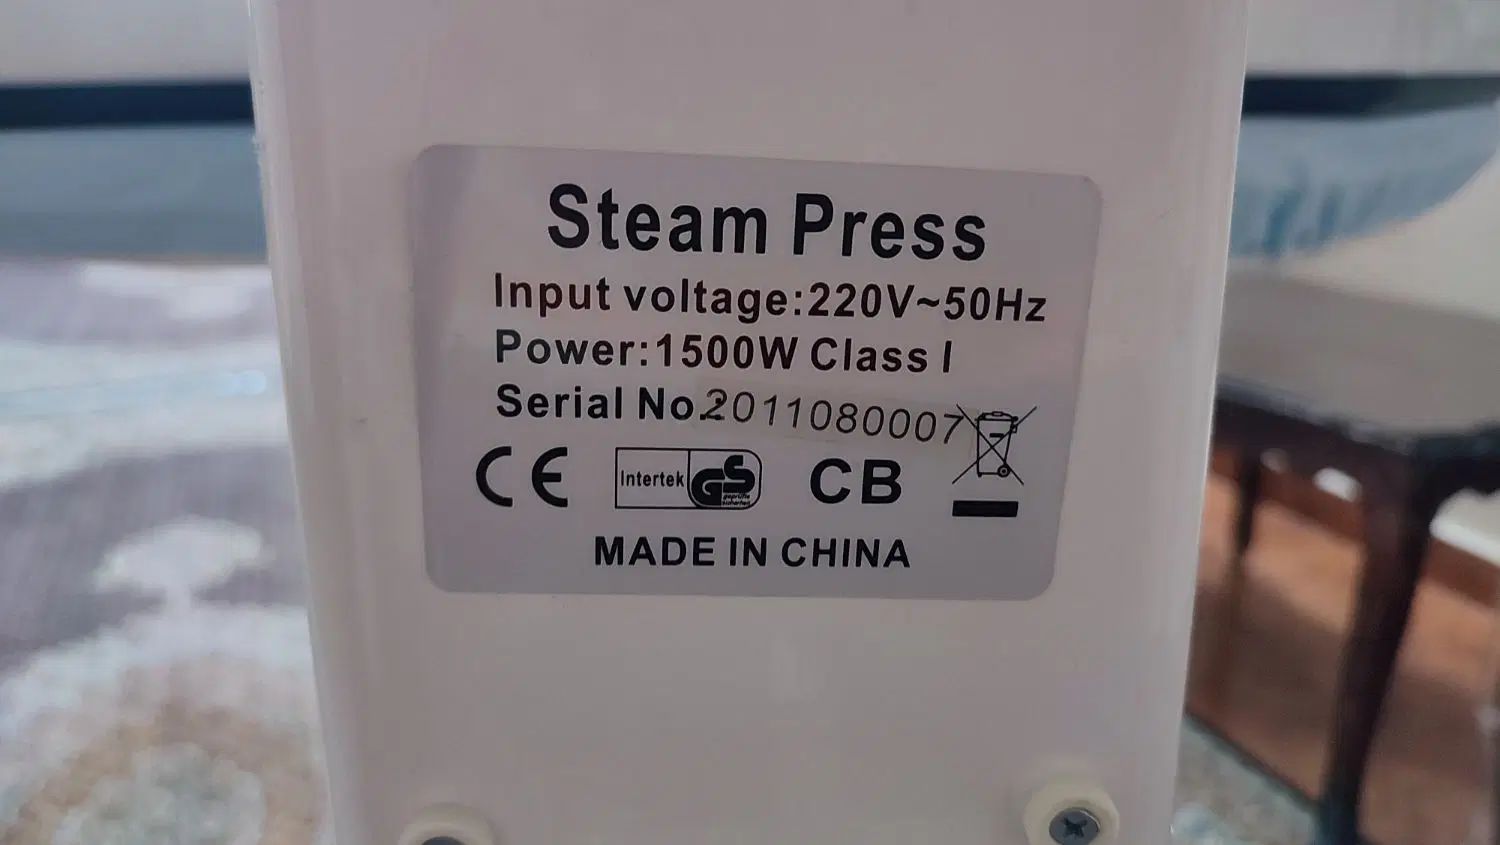 Steam Press
Input voltage:220V~50Hz
Power:1500W Class I
Serial No.:2011080007
CE Intertek GS CB
MADE IN CHINA